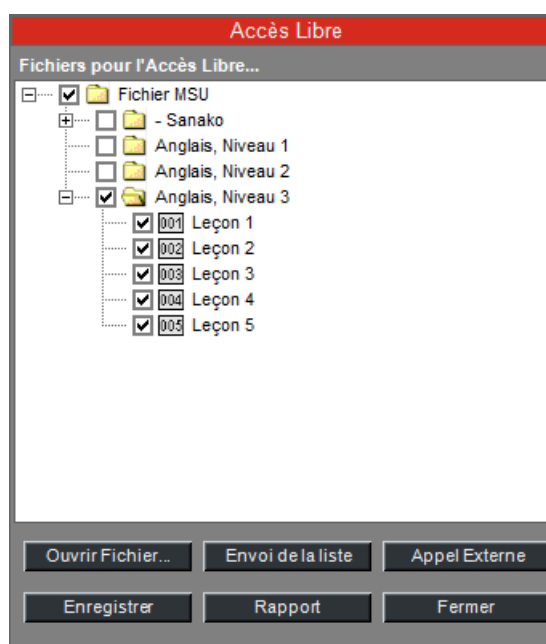 Accès Libre
Fichiers pour l'Accès Libre...
Fichier MSU
- Sanako
Anglais, Niveau 1
Anglais, Niveau 2
Anglais, Niveau 3
001 Leçon 1
002 Leçon 2
003 Leçon 3
004 Leçon 4
005 Leçon 5
Ouvrir Fichier... Envoi de la liste Appel Externe
Enregistrer Rapport Fermer